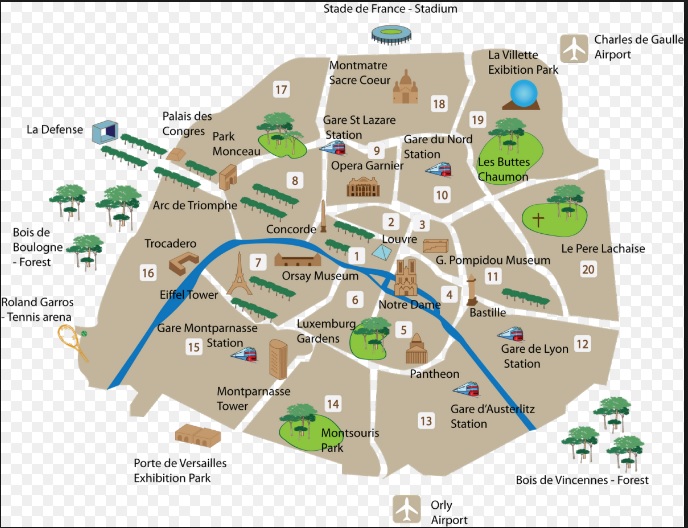 Stade de France - Stadium
Charles de Gaulle
Airport
Montmatre
Sacre Coeur
La Villette
Exibition Park
17
18
19
La Defense
Palais des
Congres
Park
Monceau
Gare St Lazare
Station
9
Gare du Nord
Station
Opera Garnier
Les Buttes
Chaumon
8
10
Arc de Triomphe
Bois de
Boulogne
- Forest
Concorde
2
3
Louvre
Trocadero
Le Pere Lachaise
G. Pompidou Museum
16
7
Orsay Museum
1
11
20
Eiffel Tower
Notre Dame
4
6
Bastille
Roland Garros
- Tennis arena
Gare Montparnasse
Station
15
Luxemburg
Gardens
5
Gare de Lyon
Station
12
Pantheon
Montparnasse
Tower
14
13
Gare d'Austerlitz
Station
Montsouris
Park
Porte de Versailles
Exhibition Park
Bois de Vincennes - Forest
Orly
Airport